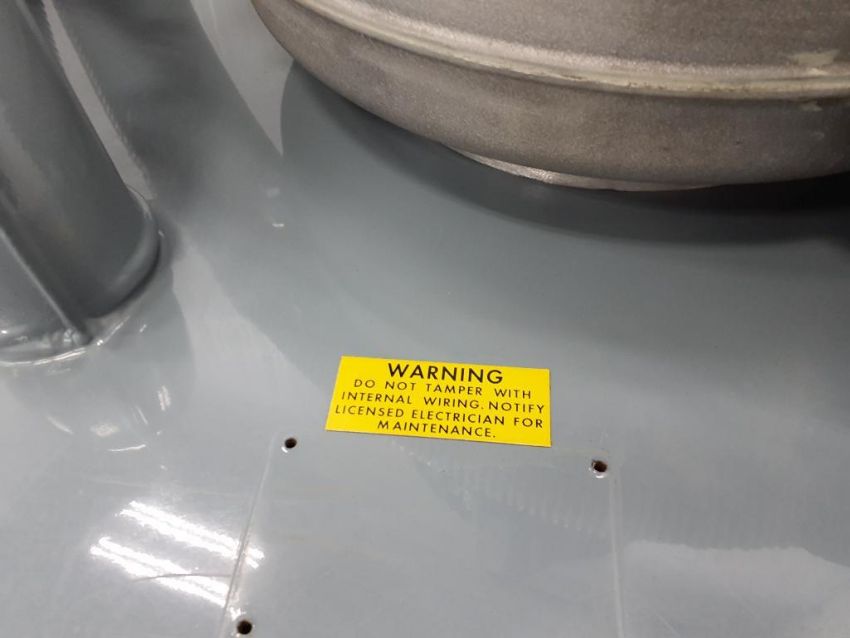 WARNING
DO NOT TAMPER WITH
INTERNAL WIRING. NOTIFY
LICENSED ELECTRICIAN FOR
MAINTENANCE.